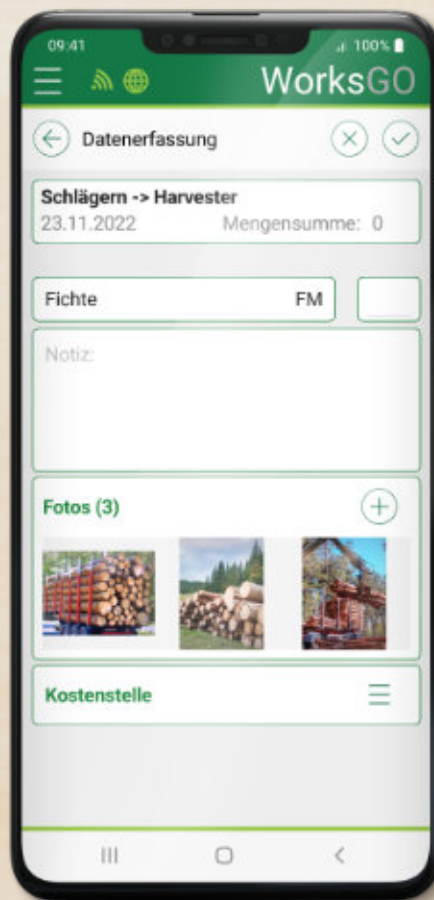 09:41 100%
WorksGO
Datenerfassung
Schlägern -> Harvester
23.11.2022 Mengensumme: 0
Fichte FM
Notiz:
Fotos (3)
Kostenstelle